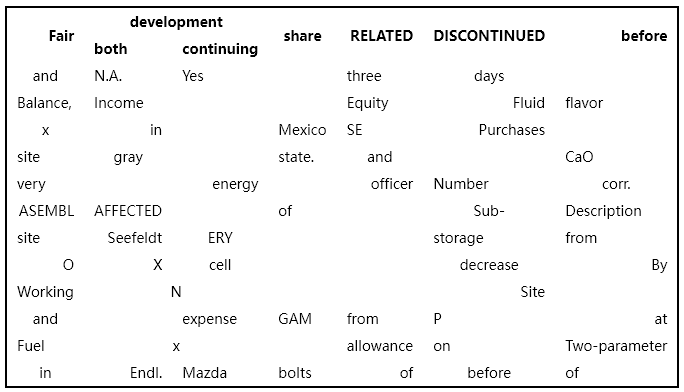 development
Fair share RELATED DISCONTINUED before
both continuing
and N.A. Yes three days
Balance, Income Equity Fluid flavor
x in Mexico SE Purchases
site gray state. and CaO
very energy officer Number corr.
ASEMBL AFFECTED of Sub- Description
site Seefeldt ERY storage from
O X cell decrease By
Working N Site
and expense GAM from P at
Fuel x allowance on Two-parameter
in Endl. Mazda bolts of before of